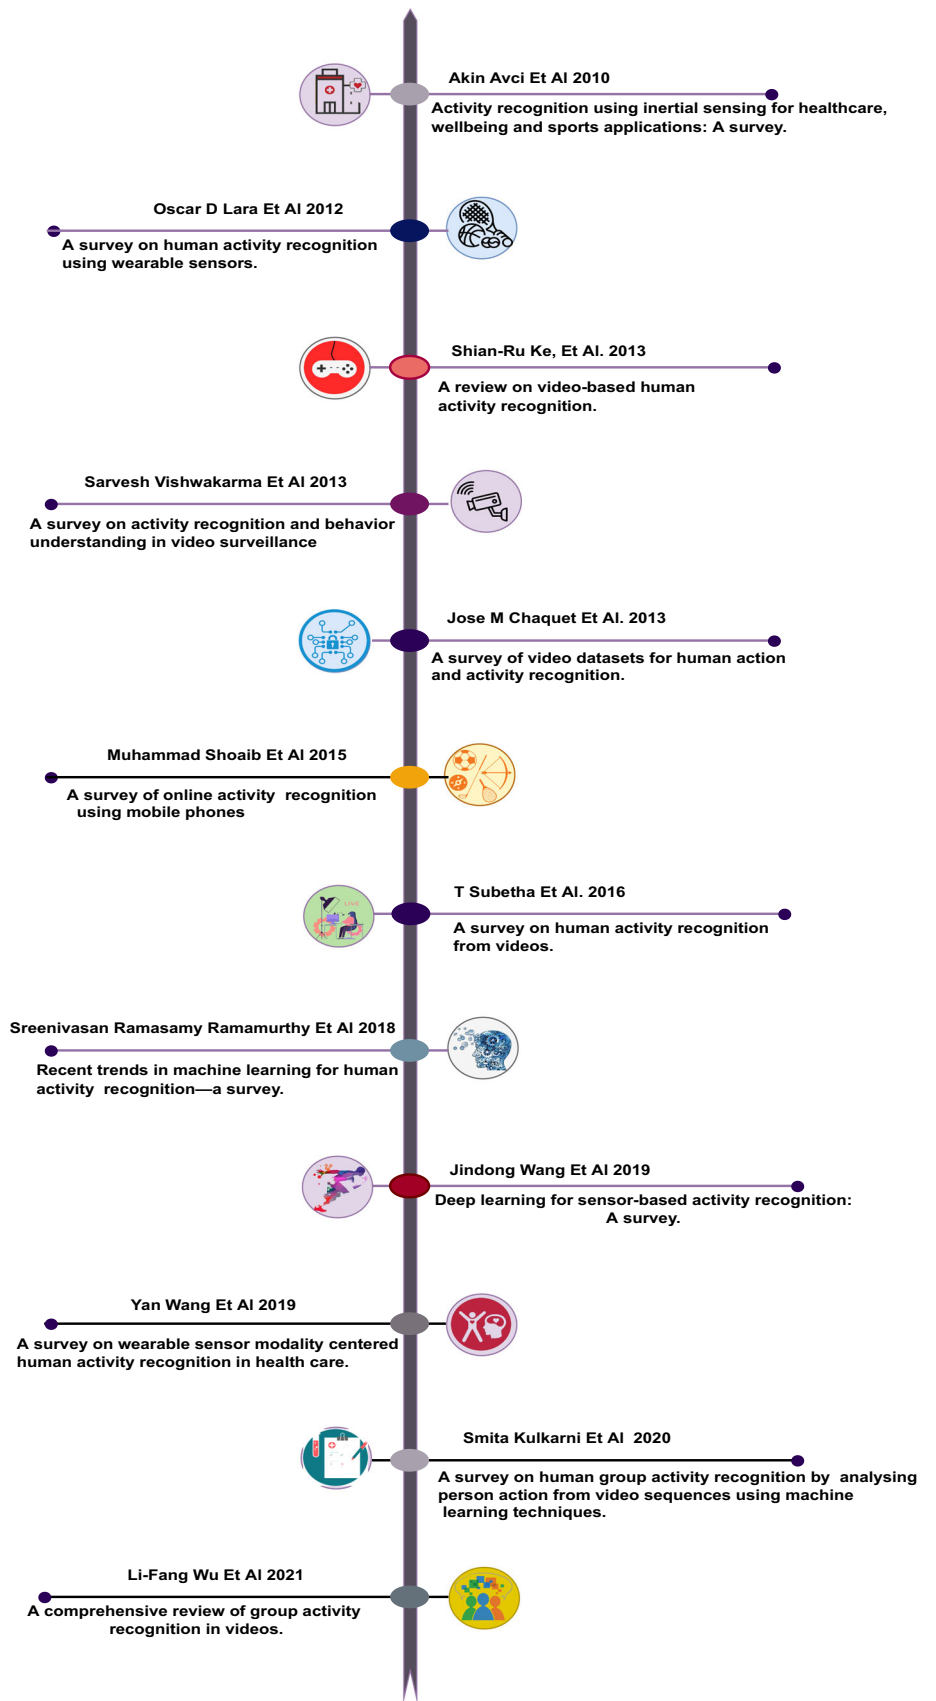 Akin Avci Et Al 2010
Activity recognition using inertial sensing for healthcare,
wellbeing and sports applications: A survey.
Oscar D Lara Et Al 2012
A survey on human activity recognition
using wearable sensors.
Shian-Ru Ke, Et Al. 2013
A review on video-based human
activity recognition.
Sarvesh Vishwakarma Et Al 2013
A survey on activity recognition and behavior
understanding in video surveillance
Jose M Chaquet Et Al. 2013
A survey of video datasets for human action
and activity recognition.
Muhammad Shoaib Et Al 2015
A survey of online activity recognition
using mobile phones
T Subetha Et Al. 2016
LIVE
A survey on human activity recognition
from videos.
Sreenivasan Ramasamy Ramamurthy Et Al 2018
Recent trends in machine learning for human
activity recognition—a survey.
Jindong Wang Et Al 2019
Deep learning for sensor-based activity recognition:
A survey.
Yan Wang Et Al 2019
A survey on wearable sensor modality centered
human activity recognition in health care.
Smita Kulkarni Et Al 2020
A survey on human group activity recognition by analysing
person action from video sequences using machine
learning techniques.
Li-Fang Wu Et Al 2021
A comprehensive review of group activity
recognition in videos.